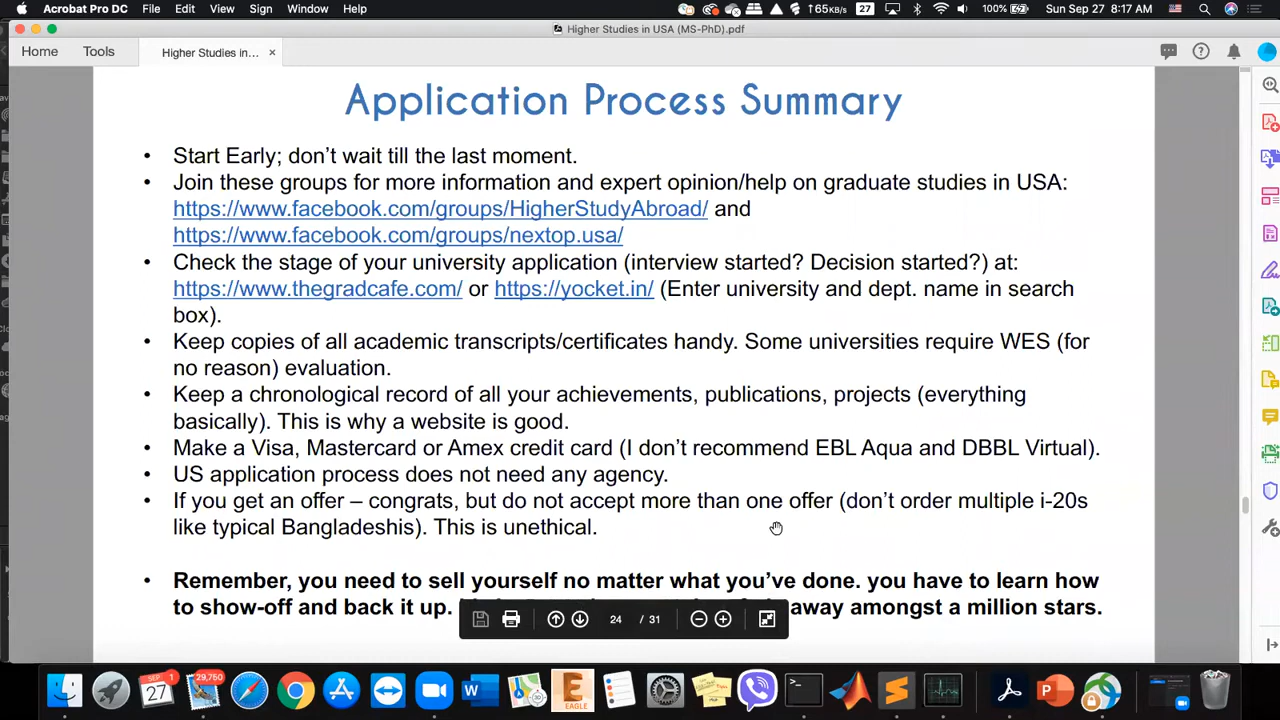 Acrobat Pro DC File Edit View Sign Window Help 165KB/s 27 100% Sun Sep 27 8:17 AM
Higher Studies in USA (MS-PhD).pdf
Home Tools Higher Studies in... ×
Application Process Summary
• Start Early; don't wait till the last moment.
• Join these groups for more information and expert opinion/help on graduate studies in USA:
https://www.facebook.com/groups/HigherStudyAbroad/ and
https://www.facebook.com/groups/nextop.usa/
• Check the stage of your university application (interview started? Decision started?) at:
https://www.thegradcafe.com/ or https://yocket.in/ (Enter university and dept. name in search
box).
• Keep copies of all academic transcripts/certificates handy. Some universities require WES (for
no reason) evaluation.
• Keep a chronological record of all your achievements, publications, projects (everything
basically). This is why a website is good.
• Make a Visa, Mastercard or Amex credit card (I don't recommend EBL Aqua and DBBL Virtual).
• US application process does not need any agency.
• If you get an offer – congrats, but do not accept more than one offer (don't order multiple i-20s
like typical Bangladeshis). This is unethical.
• Remember, you need to sell yourself no matter what you've done. you have to learn how
to show-off and back it up. away amongst a million stars.
24 / 31
SEP 27 1
29,750
30
W
EAGLE
P